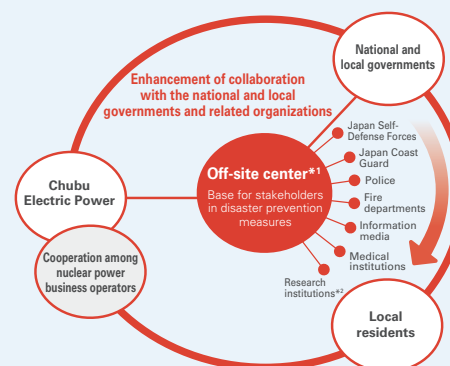 National and
local governments
Enhancement of collaboration
with the national and local
governments and related organizations
Japan Self-
Defense Forces
Japan Coast
Guard
Police
Fire
departments
Information
media
Medical
institutions
Research
institutions*2
Off-site center*1
Base for stakeholders
in disaster prevention
measures
Chubu
Electric Power
Cooperation among
nuclear power
business operators
Local
residents